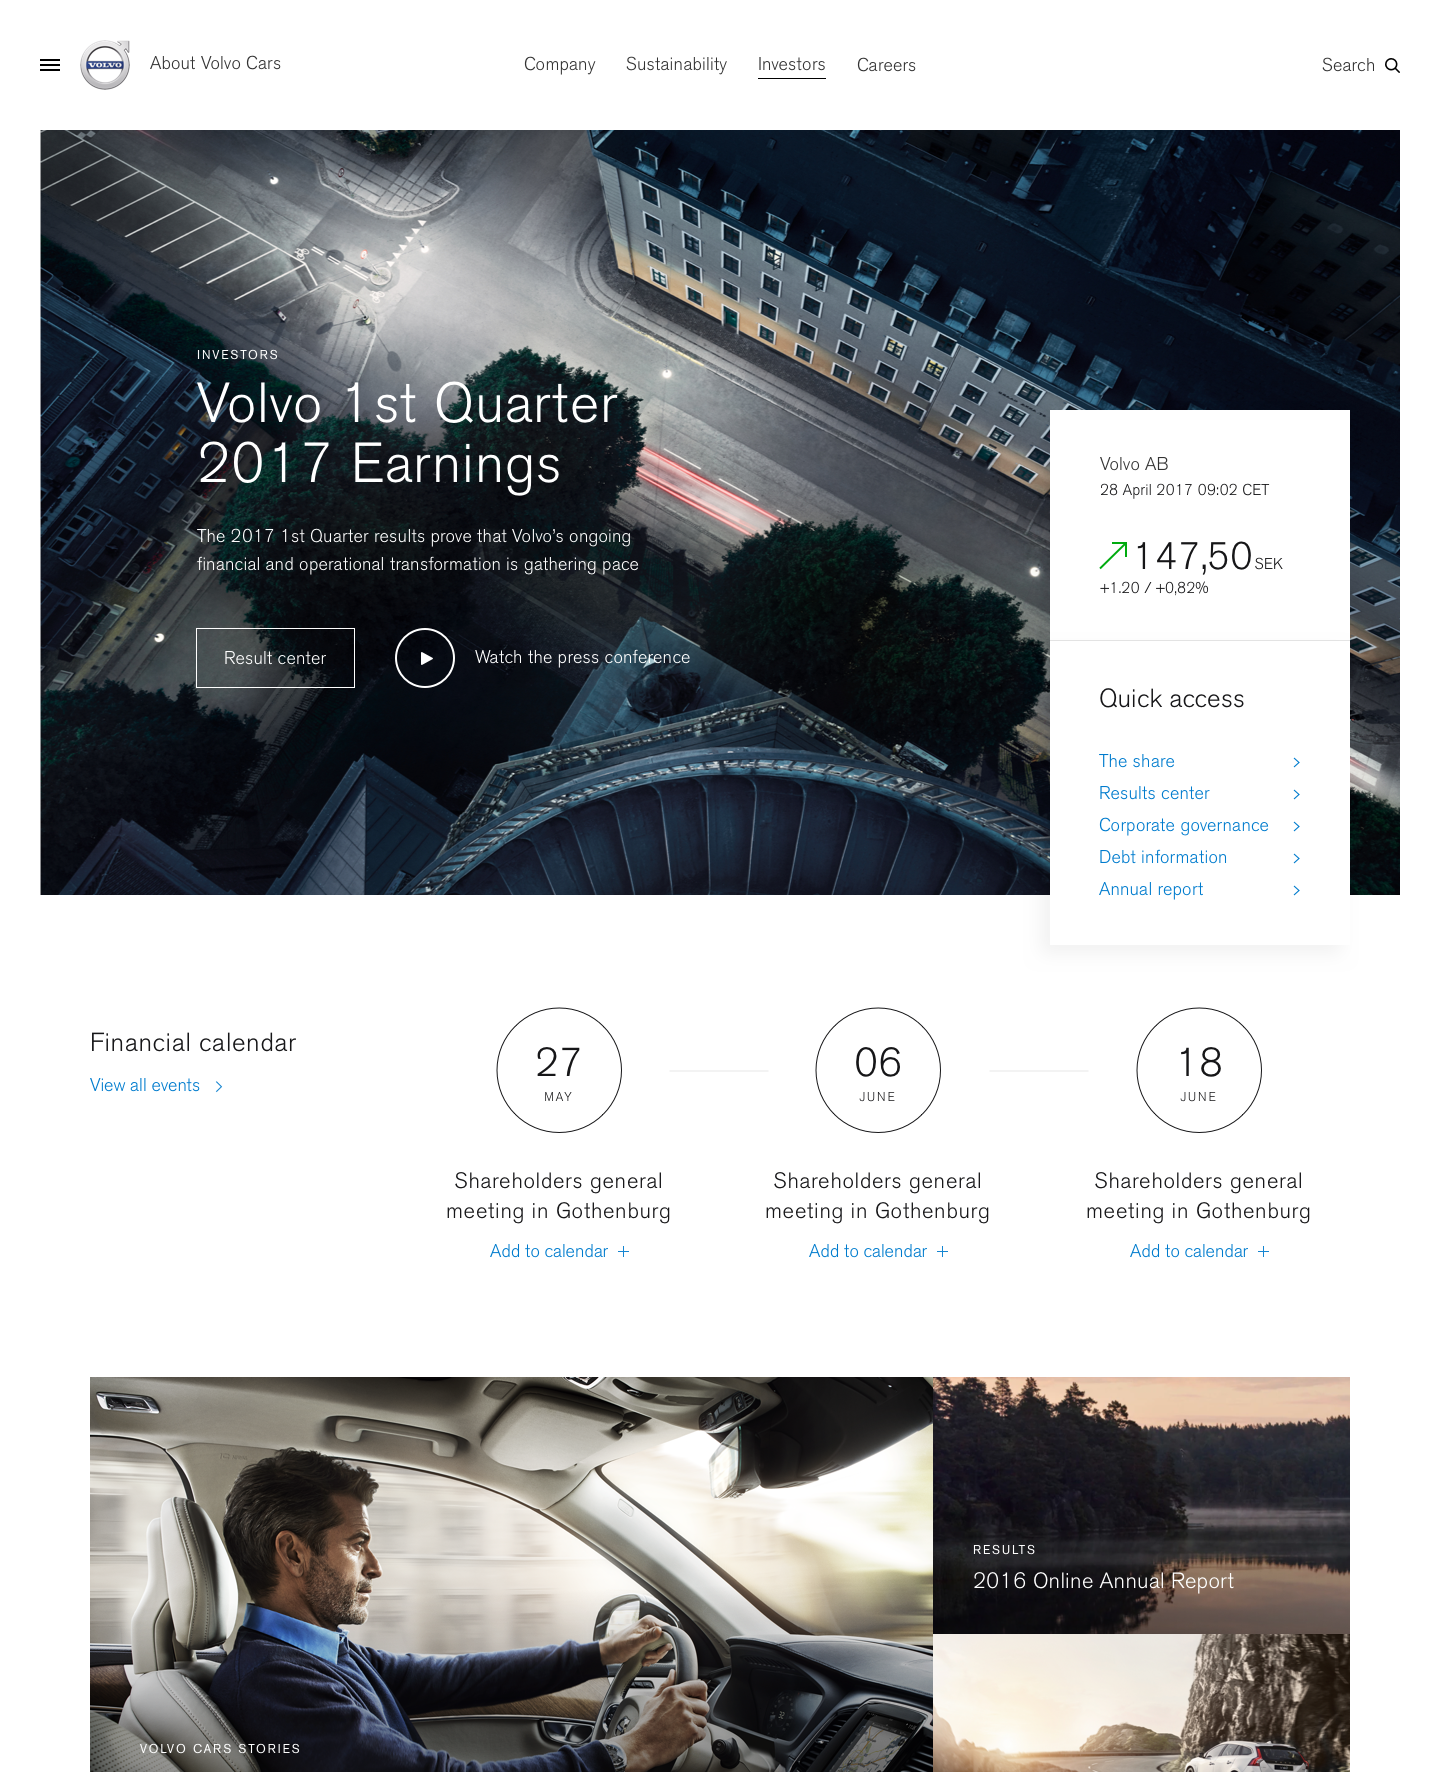 VOLVO
About Volvo Cars
Company
Sustainability
Investors
Careers
Search
INVESTORS
Volvo 1st Quarter
2017 Earnings
The 2017 1st Quarter results prove that Volvo's ongoing
financial and operational transformation is gathering pace
Result center
Watch the press conference
Volvo AB
28 April 2017 09:02 CET
147,50 SEK
+1.20 / +0,82%
Quick access
The share
Results center
Corporate governance
Debt information
Annual report
Financial calendar
View all events
27
MAY
Shareholders general
meeting in Gothenburg
Add to calendar +
06
JUNE
Shareholders general
meeting in Gothenburg
Add to calendar +
18
JUNE
Shareholders general
meeting in Gothenburg
Add to calendar +
RESULTS
2016 Online Annual Report
VOLVO CARS STORIES